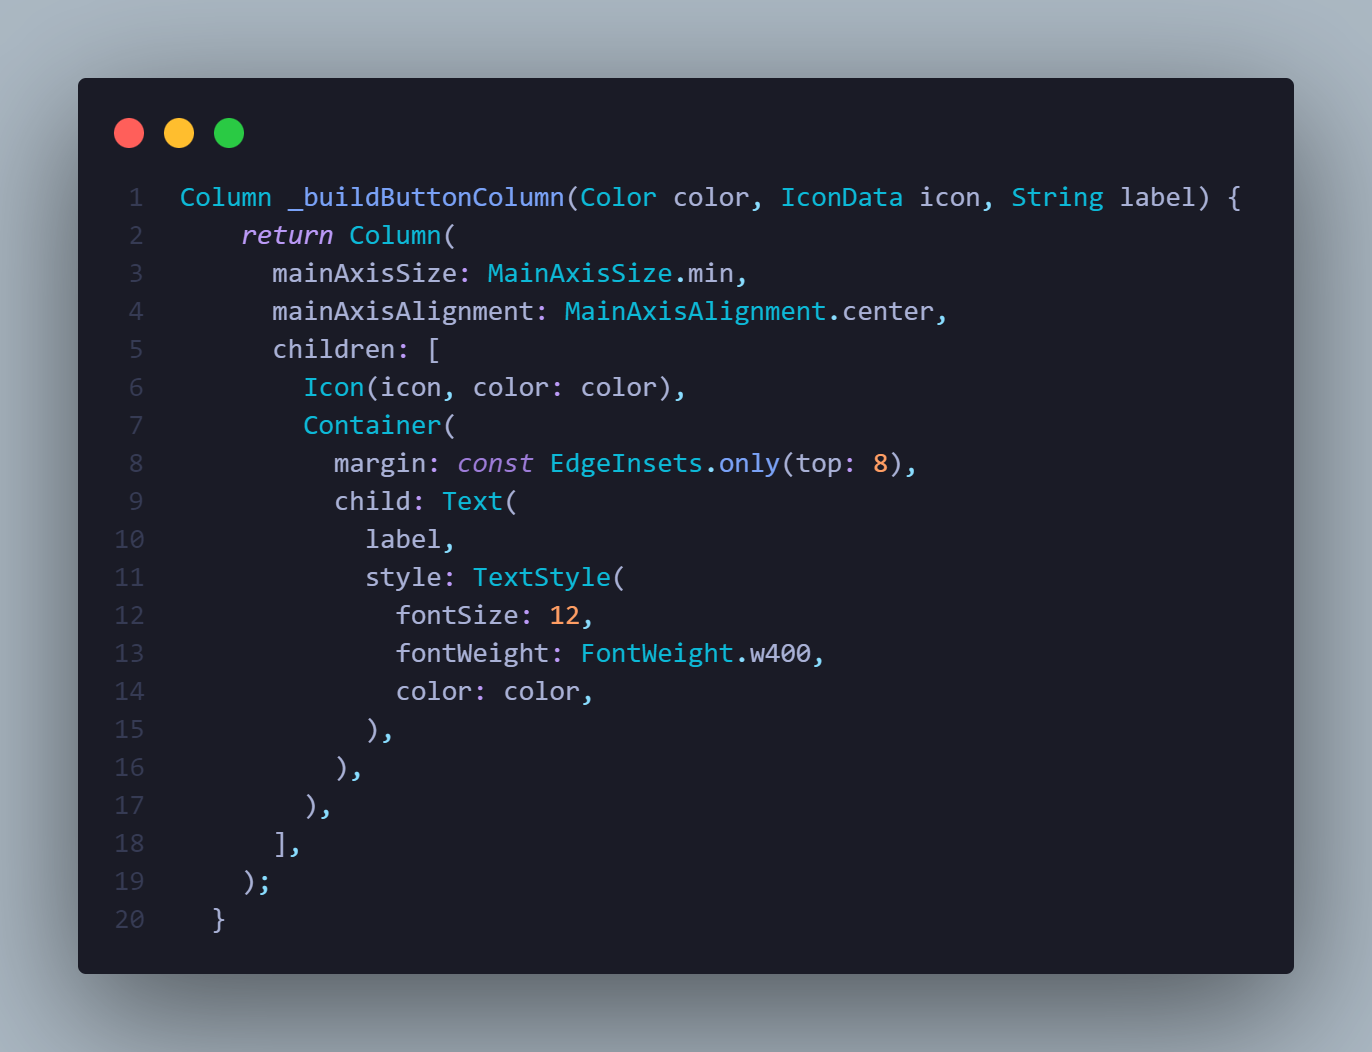 1 Column _buildButtonColumn(Color color, IconData icon, String label) {
2     return Column(
3       mainAxisSize: MainAxisSize.min,
4       mainAxisAlignment: MainAxisAlignment.center,
5       children: [
6         Icon(icon, color: color),
7         Container(
8           margin: const EdgeInsets.only(top: 8),
9           child: Text(
10             label,
11             style: TextStyle(
12               fontSize: 12,
13               fontWeight: FontWeight.w400,
14               color: color,
15             ),
16           ),
17         ),
18       ],
19     );
20   }